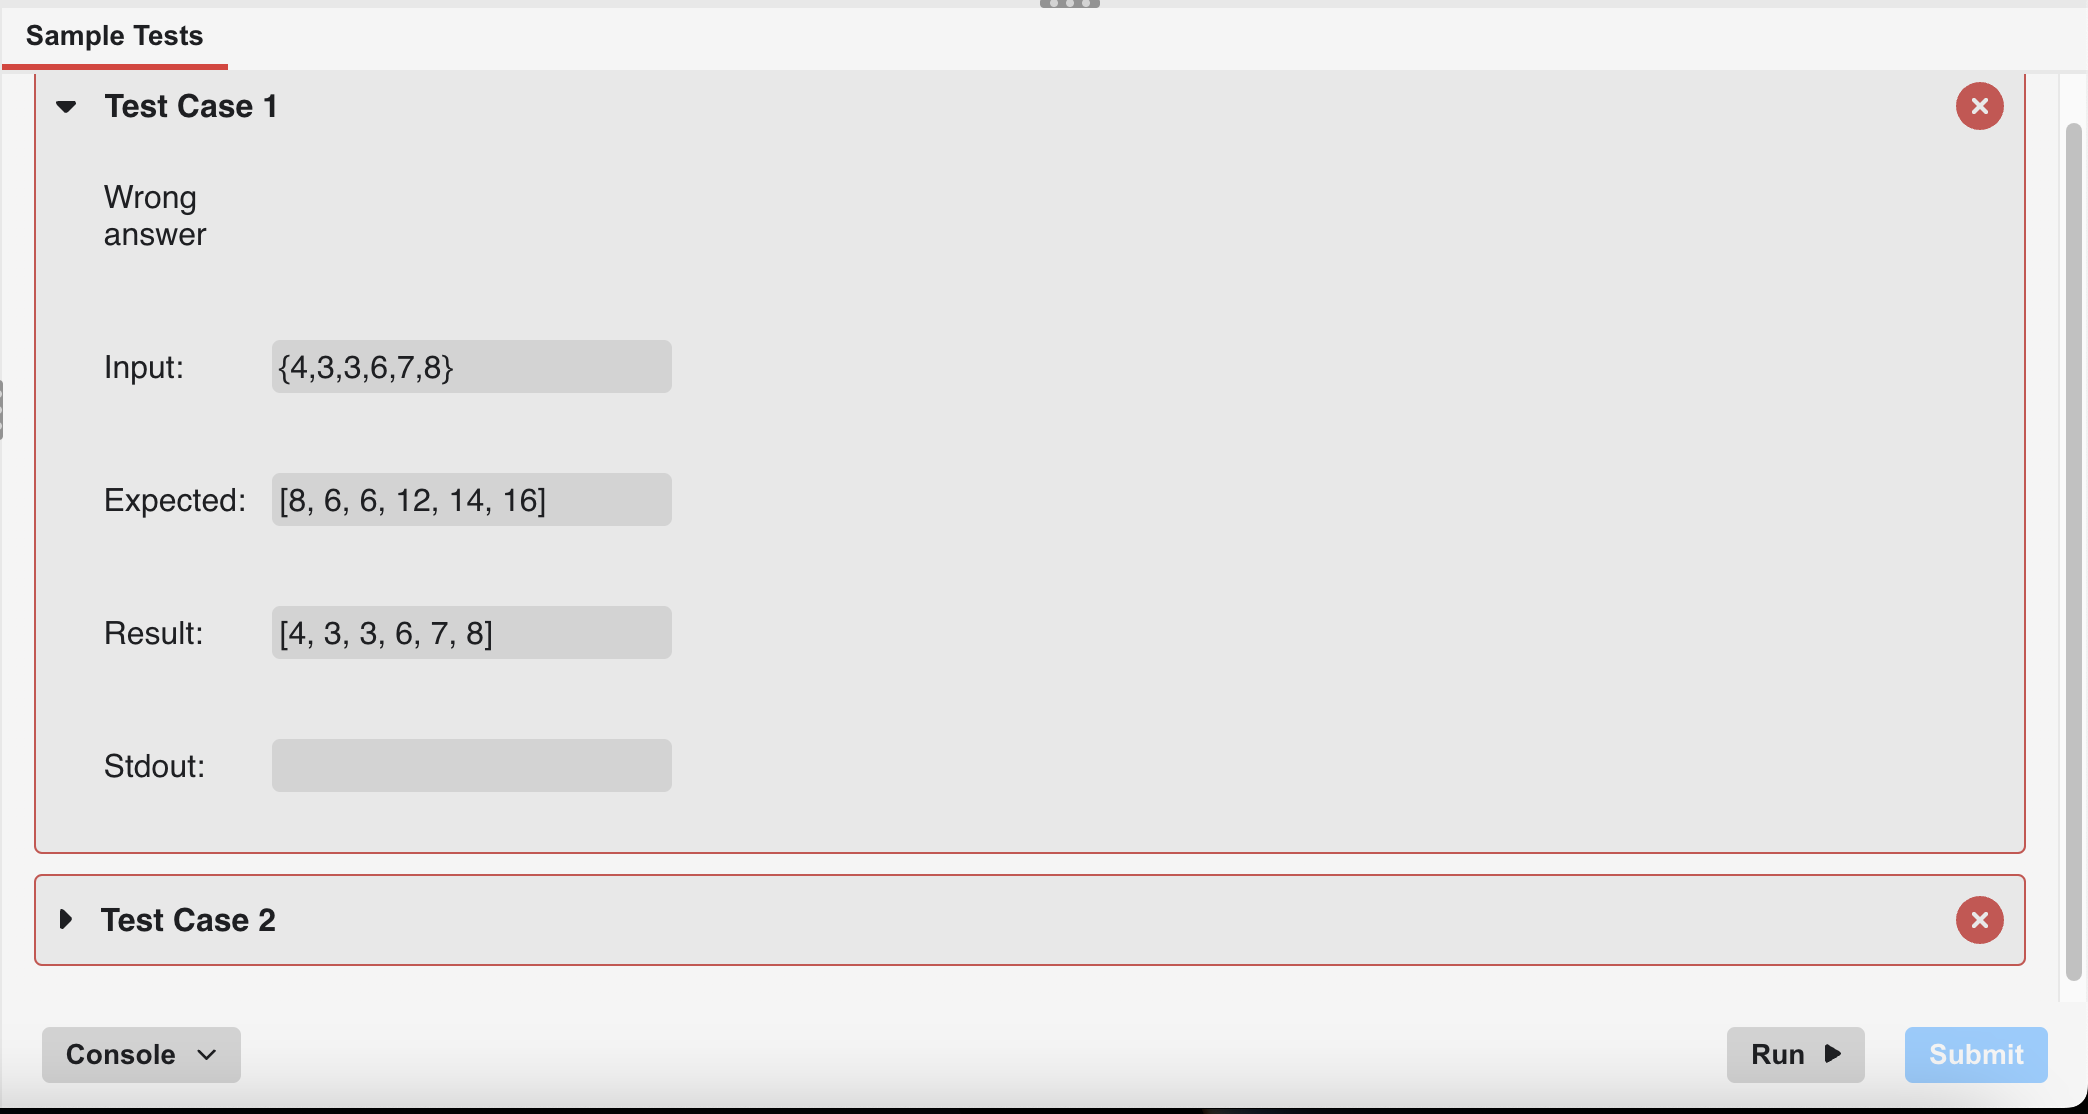 Sample Tests
Test Case 1
Wrong
answer
Input: {4,3,3,6,7,8}
Expected: [8, 6, 6, 12, 14, 16]
Result: [4, 3, 3, 6, 7, 8]
Stdout:
Test Case 2
Console Run Submit